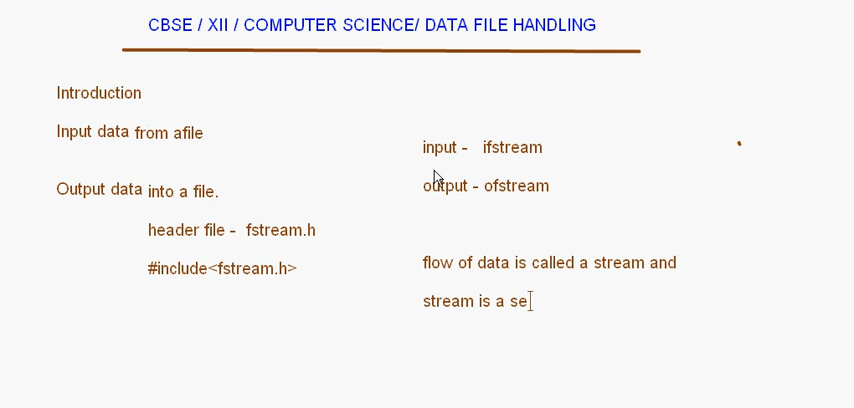 CBSE / XII / COMPUTER SCIENCE/ DATA FILE HANDLING
Introduction
Input data from afile
Output data into a file.
header file - fstream.h
#include<fstream.h>
input - ifstream
output - ofstream
flow of data is called a stream and
stream is a se